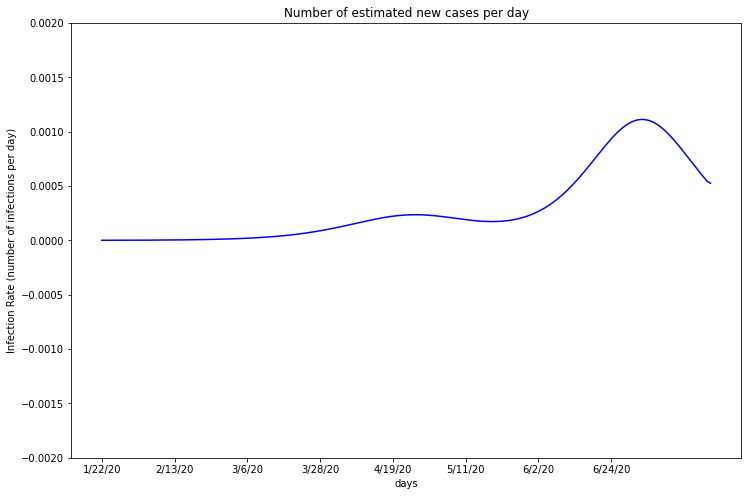 Number of estimated new cases per day
Infection Rate (number of infections per day)
0.0020
0.0015
0.0010
0.0005
0.0000
−0.0005
−0.0010
−0.0015
−0.0020
1/22/20 2/13/20 3/6/20 3/28/20 4/19/20 5/11/20 6/2/20 6/24/20
days